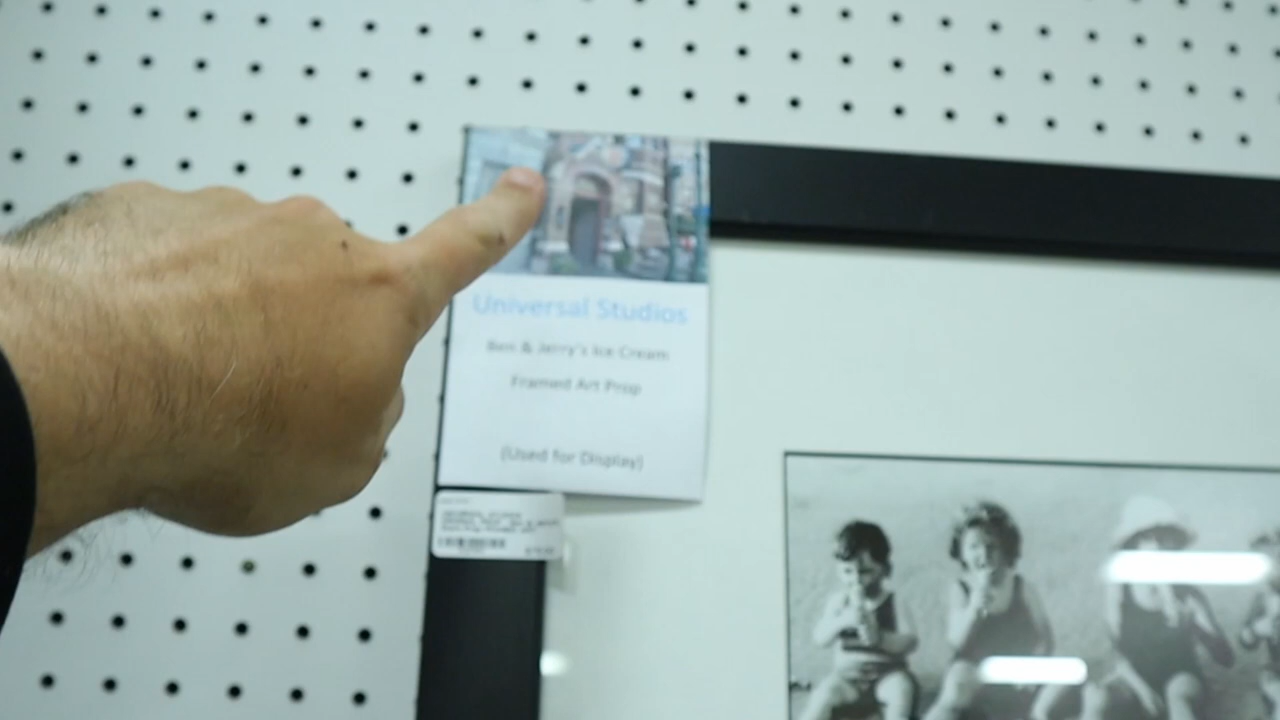 Universal Studios
Ben & Jerry's Ice Cream
Framed Art Prop
(Used for Display)